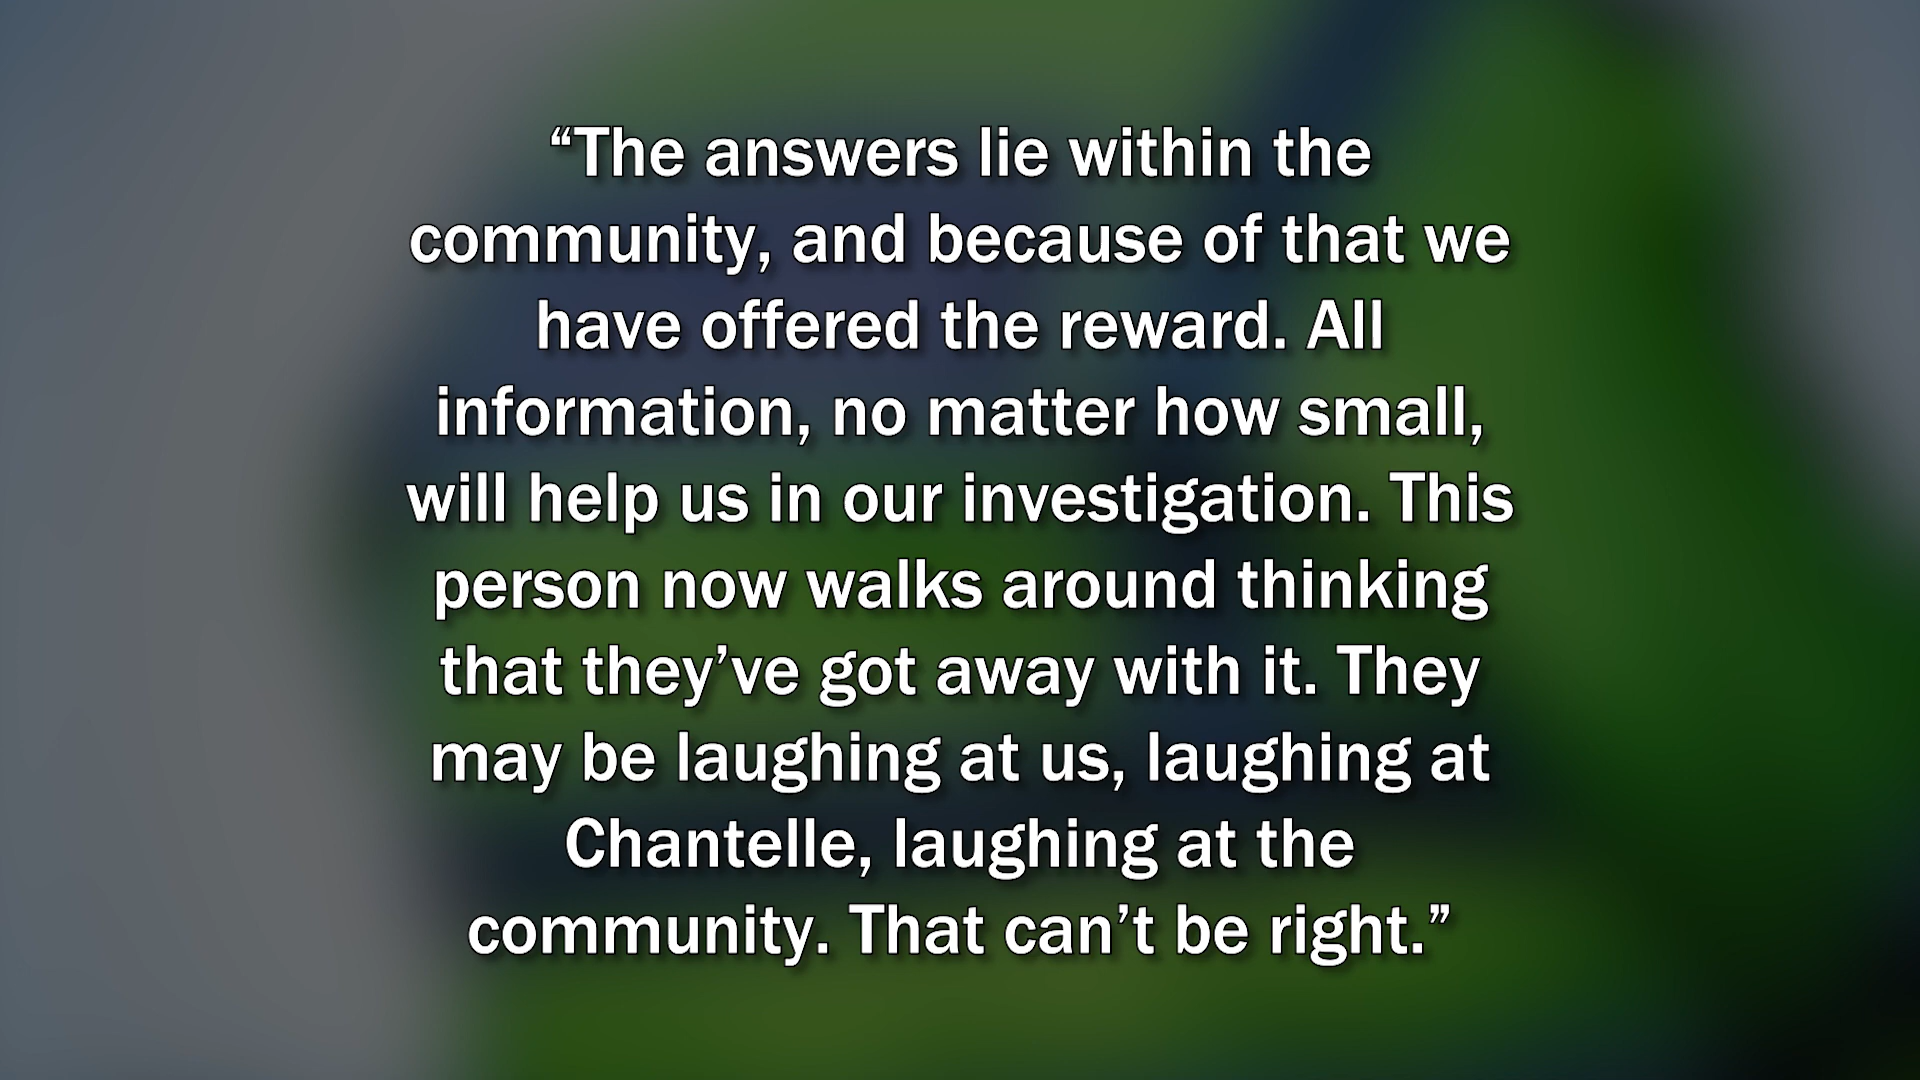 “The answers lie within the
community, and because of that we
have offered the reward. All
information, no matter how small,
will help us in our investigation. This
person now walks around thinking
that they’ve got away with it. They
may be laughing at us, laughing at
Chantelle, laughing at the
community. That can’t be right.”